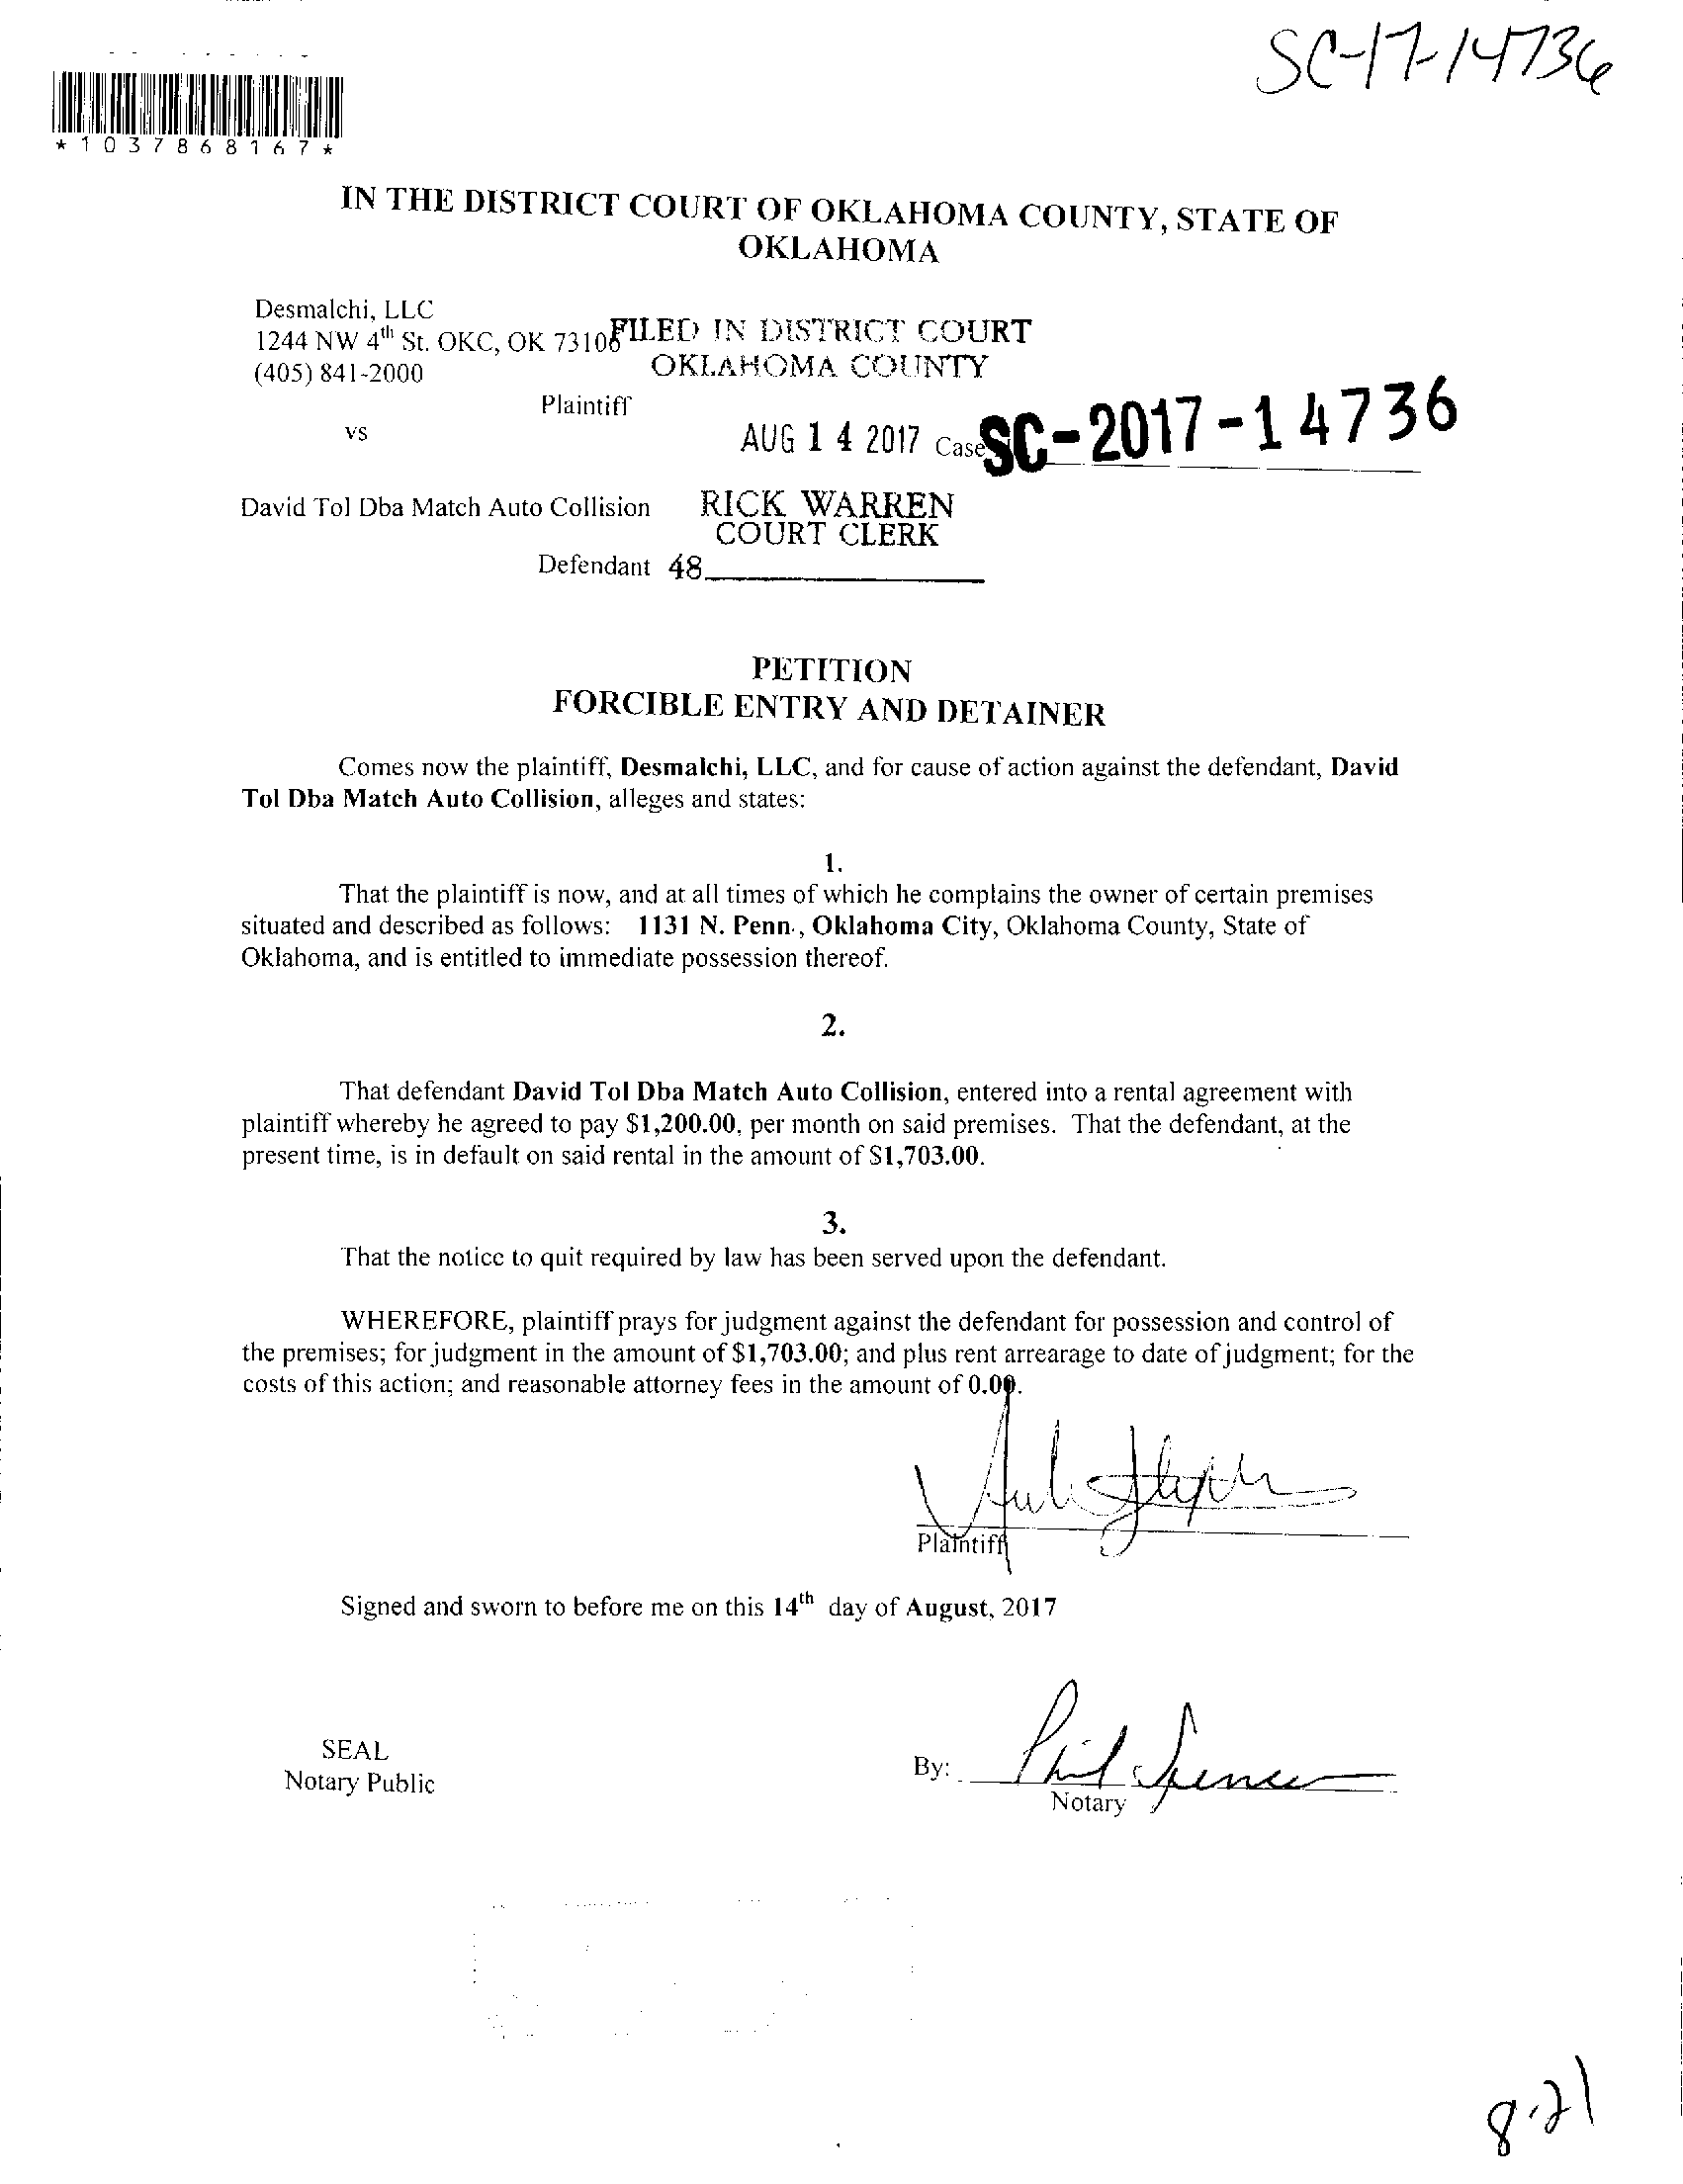 SC-17-14736
*1037868167*
IN THE DISTRICT COURT OF OKLAHOMA COUNTY, STATE OF
OKLAHOMA
Desmalchi, LLC
1244 NW 4th St. OKC, OK 73106
(405) 841-2000
FILED IN DISTRICT COURT
OKLAHOMA COUNTY
Plaintiff
vs
AUG 14 2017
Case SC-2017-14736
David Tol Dba Match Auto Collision
RICK WARREN
COURT CLERK
Defendant
48
PETITION
FORCIBLE ENTRY AND DETAINER
Comes now the plaintiff, Desmalchi, LLC, and for cause of action against the defendant, David
Tol Dba Match Auto Collision, alleges and states:
1.
That the plaintiff is now, and at all times of which he complains the owner of certain premises
situated and described as follows: 1131 N. Penn., Oklahoma City, Oklahoma County, State of
Oklahoma, and is entitled to immediate possession thereof.
2.
That defendant David Tol Dba Match Auto Collision, entered into a rental agreement with
plaintiff whereby he agreed to pay $1,200.00, per month on said premises. That the defendant, at the
present time, is in default on said rental in the amount of $1,703.00.
3.
That the notice to quit required by law has been served upon the defendant.
WHEREFORE, plaintiff prays for judgment against the defendant for possession and control of
the premises; for judgment in the amount of $1,703.00; and plus rent arrearage to date of judgment; for the
costs of this action; and reasonable attorney fees in the amount of 0.00.
Plaintiff
Signed and sworn to before me on this 14th day of August, 2017
SEAL
Notary Public
By: Phil Spencer
Notary
8-21